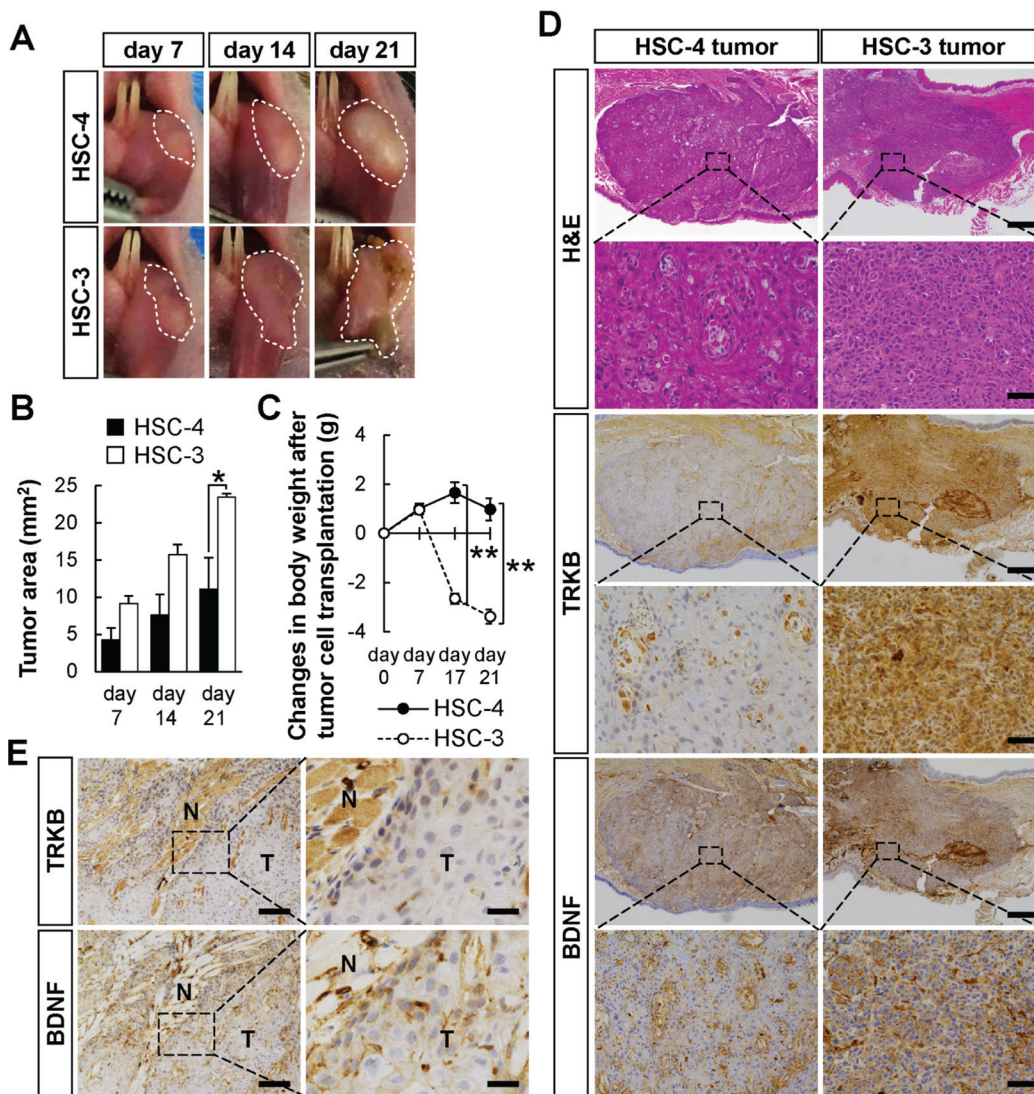 A
day 7
day 14
day 21
HSC-4
HSC-3
B
HSC-4
HSC-3
*
Tumor area (mm²)
25
20
15
10
5
0
day
7
day
14
day
21
C
Changes in body weight after
tumor cell transplantation (g)
4
2
0
-2
-4
**
**
day
0
day
7
day
17
day
21
HSC-4
HSC-3
D
HSC-4 tumor
HSC-3 tumor
H&E
TRKB
BDNF
E
TRKB
N
T
N
T
BDNF
N
T
N
T